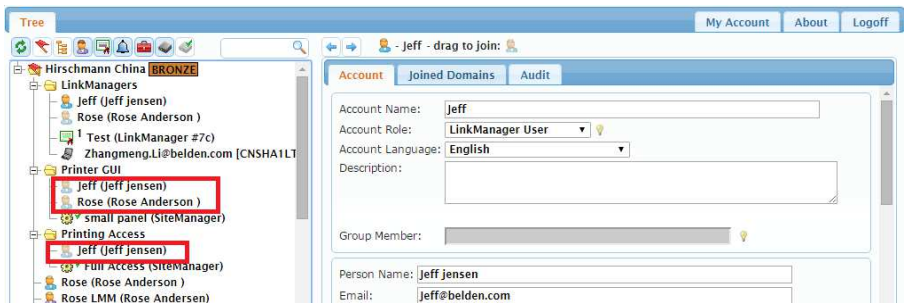 Tree
My Account
About
Logoff
- Jeff - drag to join:
Hirschmann China BRONZE
LinkManagers
Jeff (Jeff jensen)
Rose (Rose Anderson )
1 Test (LinkManager #7c)
Zhangmeng.Li@belden.com [CNSHA1LT
Printer GUI
Jeff (Jeff jensen)
Rose (Rose Anderson )
small panel (SiteManager)
Printing Access
Jeff (Jeff jensen)
Full Access (SiteManager)
Rose (Rose Anderson )
Rose LMM (Rose Andersen)
Account
Joined Domains
Audit
Account Name: Jeff
Account Role: LinkManager User
Account Language: English
Description:
Group Member:
Person Name: Jeff jensen
Email: Jeff@belden.com